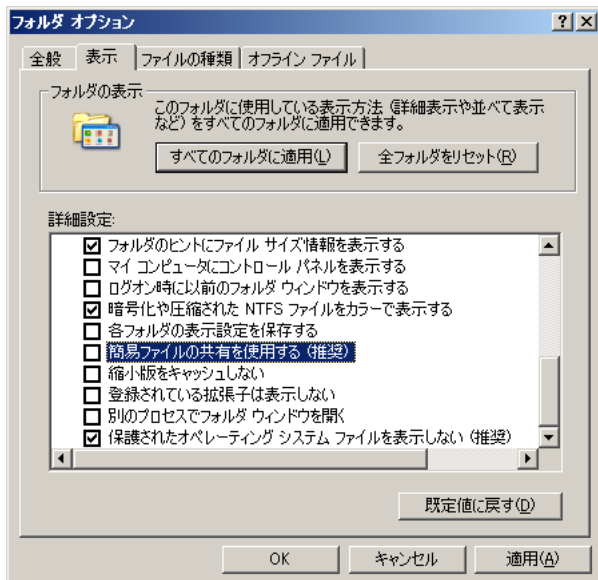 フォルダ オプション
全般 表示 ファイルの種類 オフライン ファイル
フォルダの表示
このフォルダに使用している表示方法 (詳細表示や並べて表示
など) をすべてのフォルダに適用できます。
すべてのフォルダに適用(L) 全フォルダをリセット(R)
詳細設定:
フォルダのヒントにファイル サイズ情報を表示する
マイ コンピュータにコントロール パネルを表示する
ログオン時に以前のフォルダ ウィンドウを表示する
暗号化や圧縮された NTFS ファイルをカラーで表示する
各フォルダの表示設定を保存する
簡易ファイルの共有を使用する (推奨)
縮小版をキャッシュしない
登録されている拡張子は表示しない
別のプロセスでフォルダ ウィンドウを開く
保護されたオペレーティング システム ファイルを表示しない (推奨)
既定値に戻す(D)
OK キャンセル 適用(A)